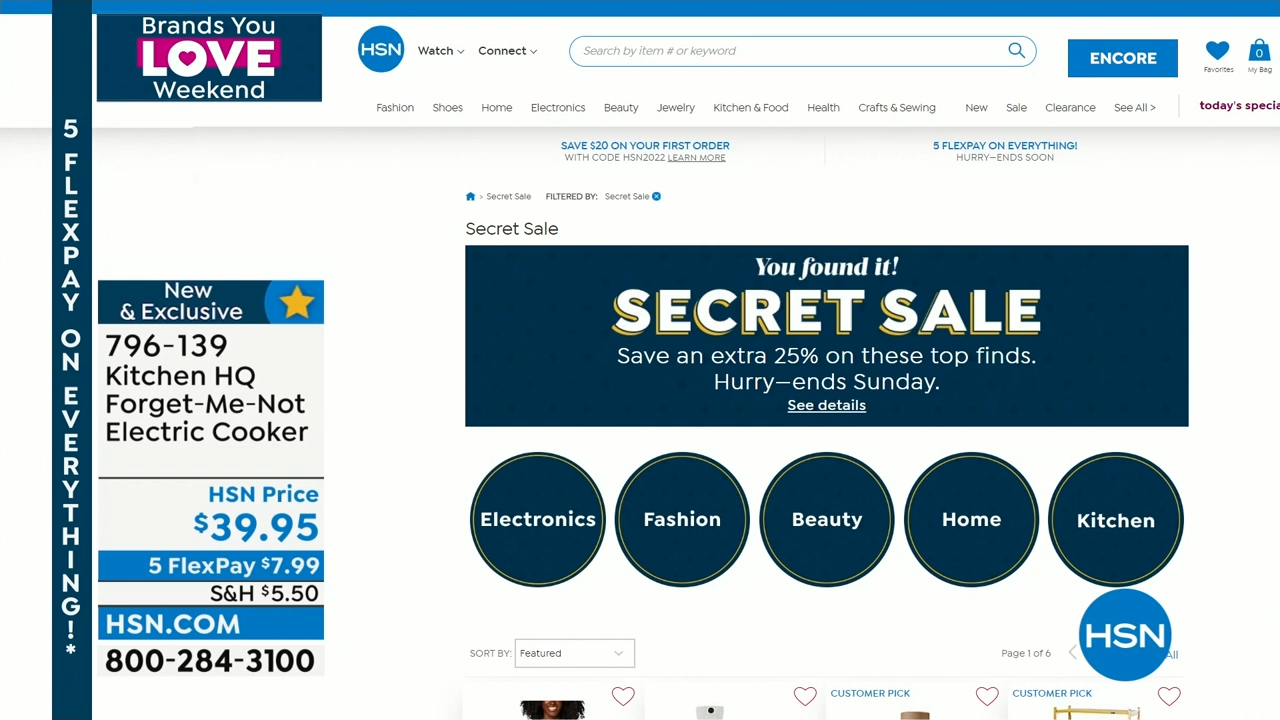 Brands You
LOVE
Weekend
5 FLEXPAY ON EVERYTHING!*
New
& Exclusive
796-139
Kitchen HQ
Forget-Me-Not
Electric Cooker
HSN Price
$39.95
5 FlexPay $7.99
S&H $5.50
HSN.COM
800-284-3100
HSN
Watch
Connect
Search by item # or keyword
ENCORE
Favorites
0
My Bag
Fashion Shoes Home Electronics Beauty Jewelry Kitchen & Food Health Crafts & Sewing New Sale Clearance See All > today's specia
SAVE $20 ON YOUR FIRST ORDER
WITH CODE HSN2022 LEARN MORE
5 FLEXPAY ON EVERYTHING!
HURRY—ENDS SOON
> Secret Sale FILTERED BY: Secret Sale
Secret Sale
You found it!
SECRET SALE
Save an extra 25% on these top finds.
Hurry—ends Sunday.
See details
Electronics
Fashion
Beauty
Home
Kitchen
SORT BY: Featured
Page 1 of 6
All
HSN
CUSTOMER PICK
CUSTOMER PICK